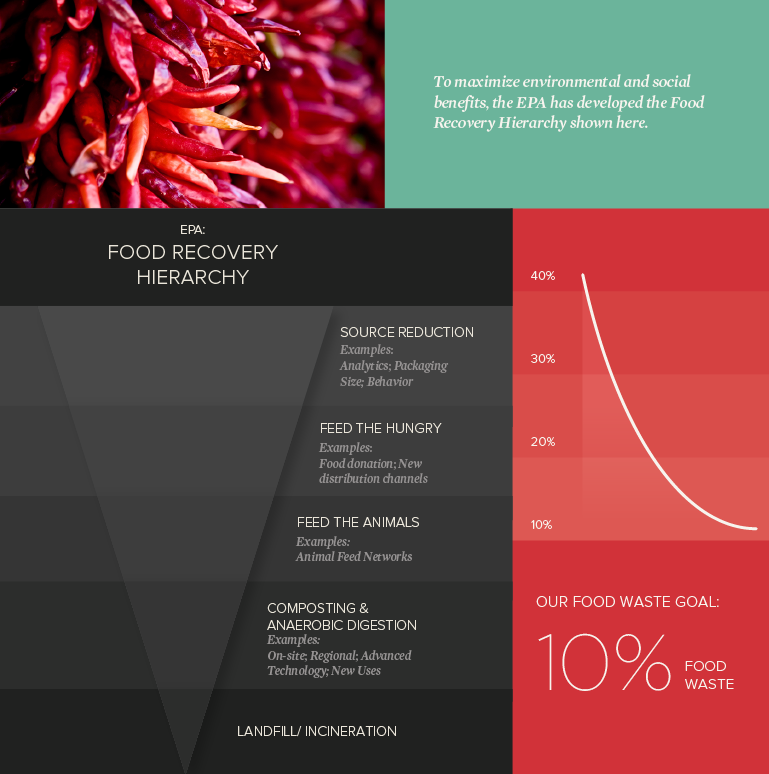 To maximize environmental and social
benefits, the EPA has developed the Food
Recovery Hierarchy shown here.
EPA:
FOOD RECOVERY
HIERARCHY
SOURCE REDUCTION
Examples:
Analytics; Packaging
Size; Behavior
FEED THE HUNGRY
Examples:
Food donation; New
distribution channels
FEED THE ANIMALS
Examples:
Animal Feed Networks
COMPOSTING &
ANAEROBIC DIGESTION
Examples:
On-site; Regional; Advanced
Technology; New Uses
LANDFILL/ INCINERATION
40%
30%
20%
10%
OUR FOOD WASTE GOAL:
10% FOOD
WASTE